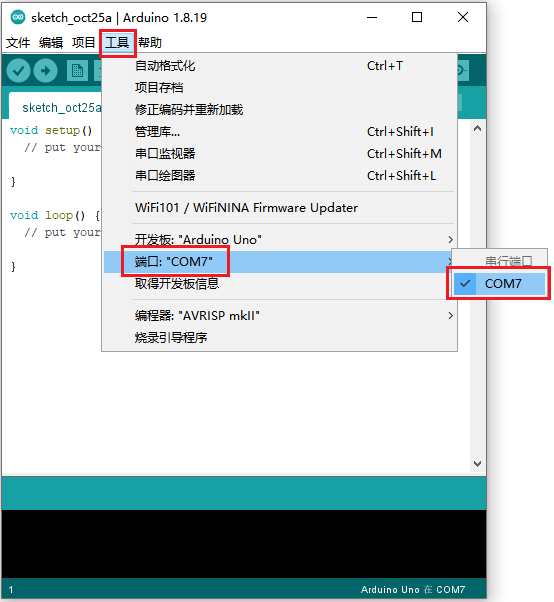 sketch_oct25a | Arduino 1.8.19
文件 编辑 项目 工具 帮助
sketch_oct25a
void setup()
// put your
}
void loop() {
// put your
}
自动格式化 Ctrl+T
项目存档
修正编码并重新加载
管理库... Ctrl+Shift+I
串口监视器 Ctrl+Shift+M
串口绘图器 Ctrl+Shift+L
WiFi101 / WiFiNINA Firmware Updater
开发板: "Arduino Uno"
端口: "COM7"
取得开发板信息
编程器: "AVRISP mkII"
烧录引导程序
串行端口
COM7
1 Arduino Uno 在 COM7